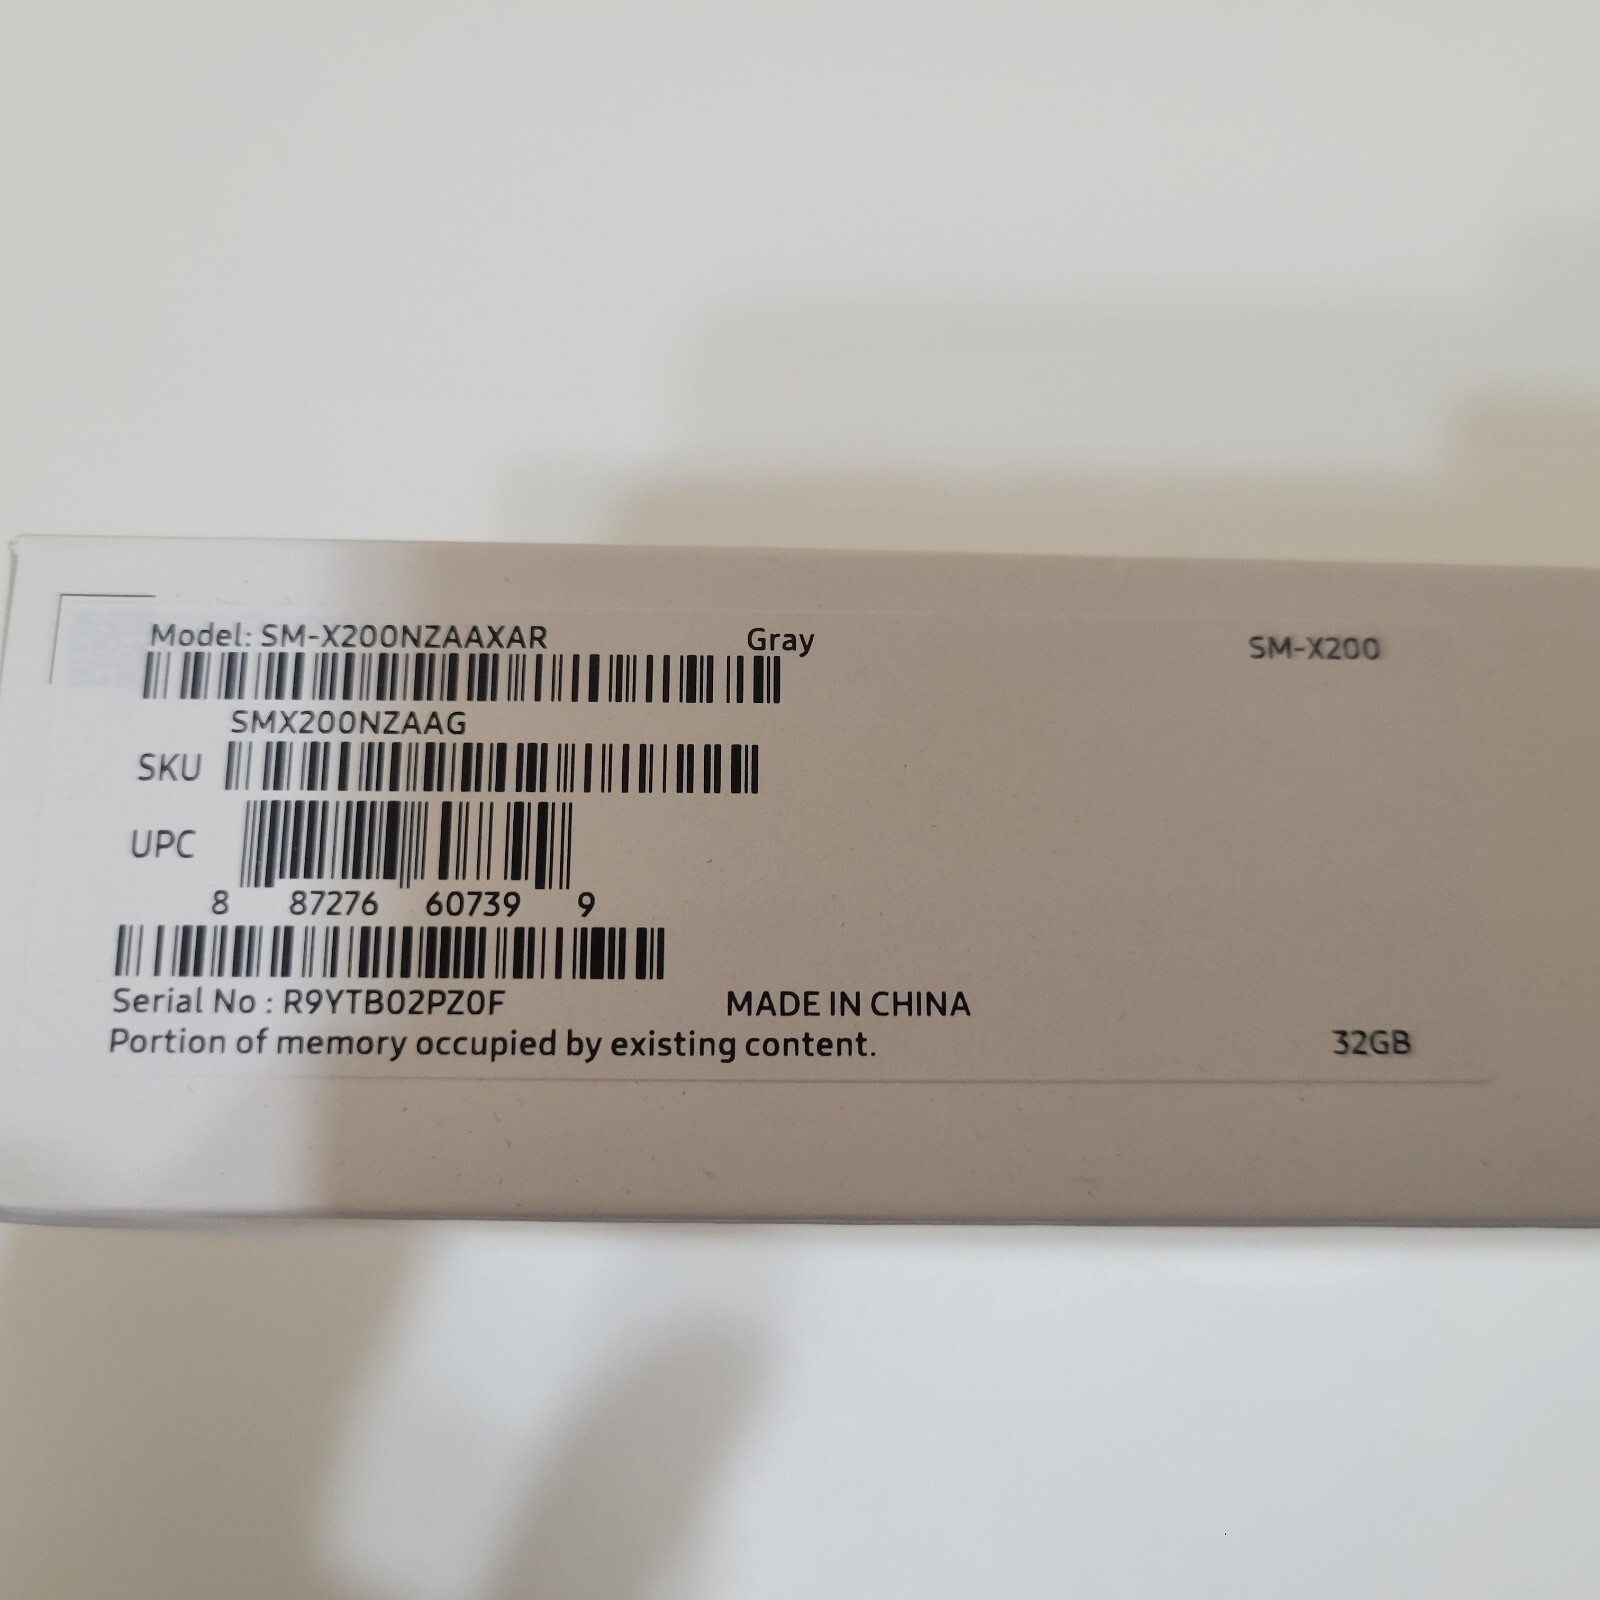 Model: SM-X200NZAAXAR Gray SM-X200
SMX200NZAAG
SKU
UPC
8 87276 60739 9
Serial No : R9YTB02PZ0F MADE IN CHINA
Portion of memory occupied by existing content. 32GB